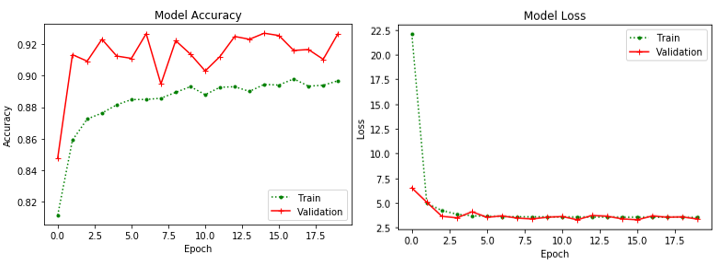 Model Accuracy
Accuracy
0.92
0.90
0.88
0.86
0.84
0.82
Train
Validation
0.0 2.5 5.0 7.5 10.0 12.5 15.0 17.5
Epoch
Model Loss
Loss
22.5
20.0
17.5
15.0
12.5
10.0
7.5
5.0
2.5
Train
Validation
0.0 2.5 5.0 7.5 10.0 12.5 15.0 17.5
Epoch